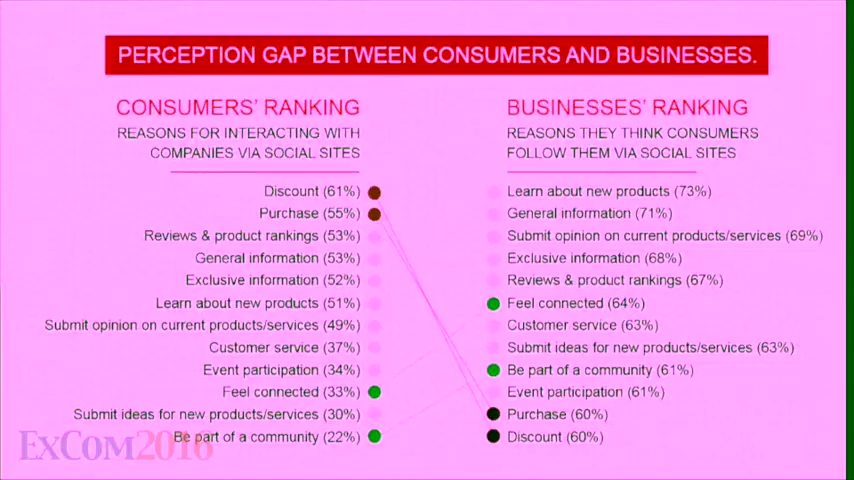 PERCEPTION GAP BETWEEN CONSUMERS AND BUSINESSES.
CONSUMERS’ RANKING
REASONS FOR INTERACTING WITH
COMPANIES VIA SOCIAL SITES
Discount (61%)
Purchase (55%)
Reviews & product rankings (53%)
General information (53%)
Exclusive information (52%)
Learn about new products (51%)
Submit opinion on current products/services (49%)
Customer service (37%)
Event participation (34%)
Feel connected (33%)
Submit ideas for new products/services (30%)
Be part of a community (22%)
BUSINESSES’ RANKING
REASONS THEY THINK CONSUMERS
FOLLOW THEM VIA SOCIAL SITES
Learn about new products (73%)
General information (71%)
Submit opinion on current products/services (69%)
Exclusive information (68%)
Reviews & product rankings (67%)
Feel connected (64%)
Customer service (63%)
Submit ideas for new products/services (63%)
Be part of a community (61%)
Event participation (61%)
Purchase (60%)
Discount (60%)
EXCOM2016